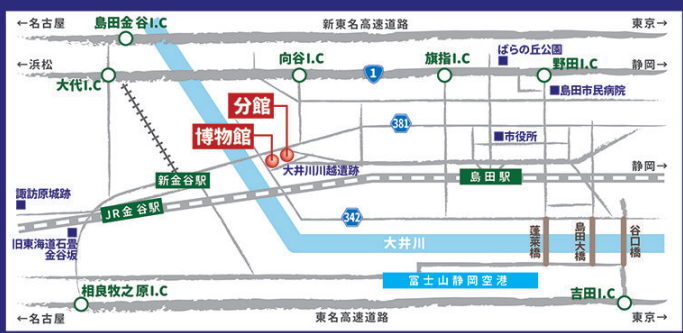 ←名古屋
島田金谷I.C
新東名高速道路
東京→
←浜松
大代I.C
向谷I.C
1
旗指I.C
ばらの丘公園
野田I.C
静岡→
島田市民病院
分館
博物館
381
市役所
大井川川越遺跡
静岡→
新金谷駅
島田駅
諏訪原城跡
JR金谷駅
342
旧東海道石畳
金谷坂
大井川
蓬莱橋
島田大橋
谷口橋
富士山静岡空港
相良牧之原I.C
吉田I.C
←名古屋
東名高速道路
東京→